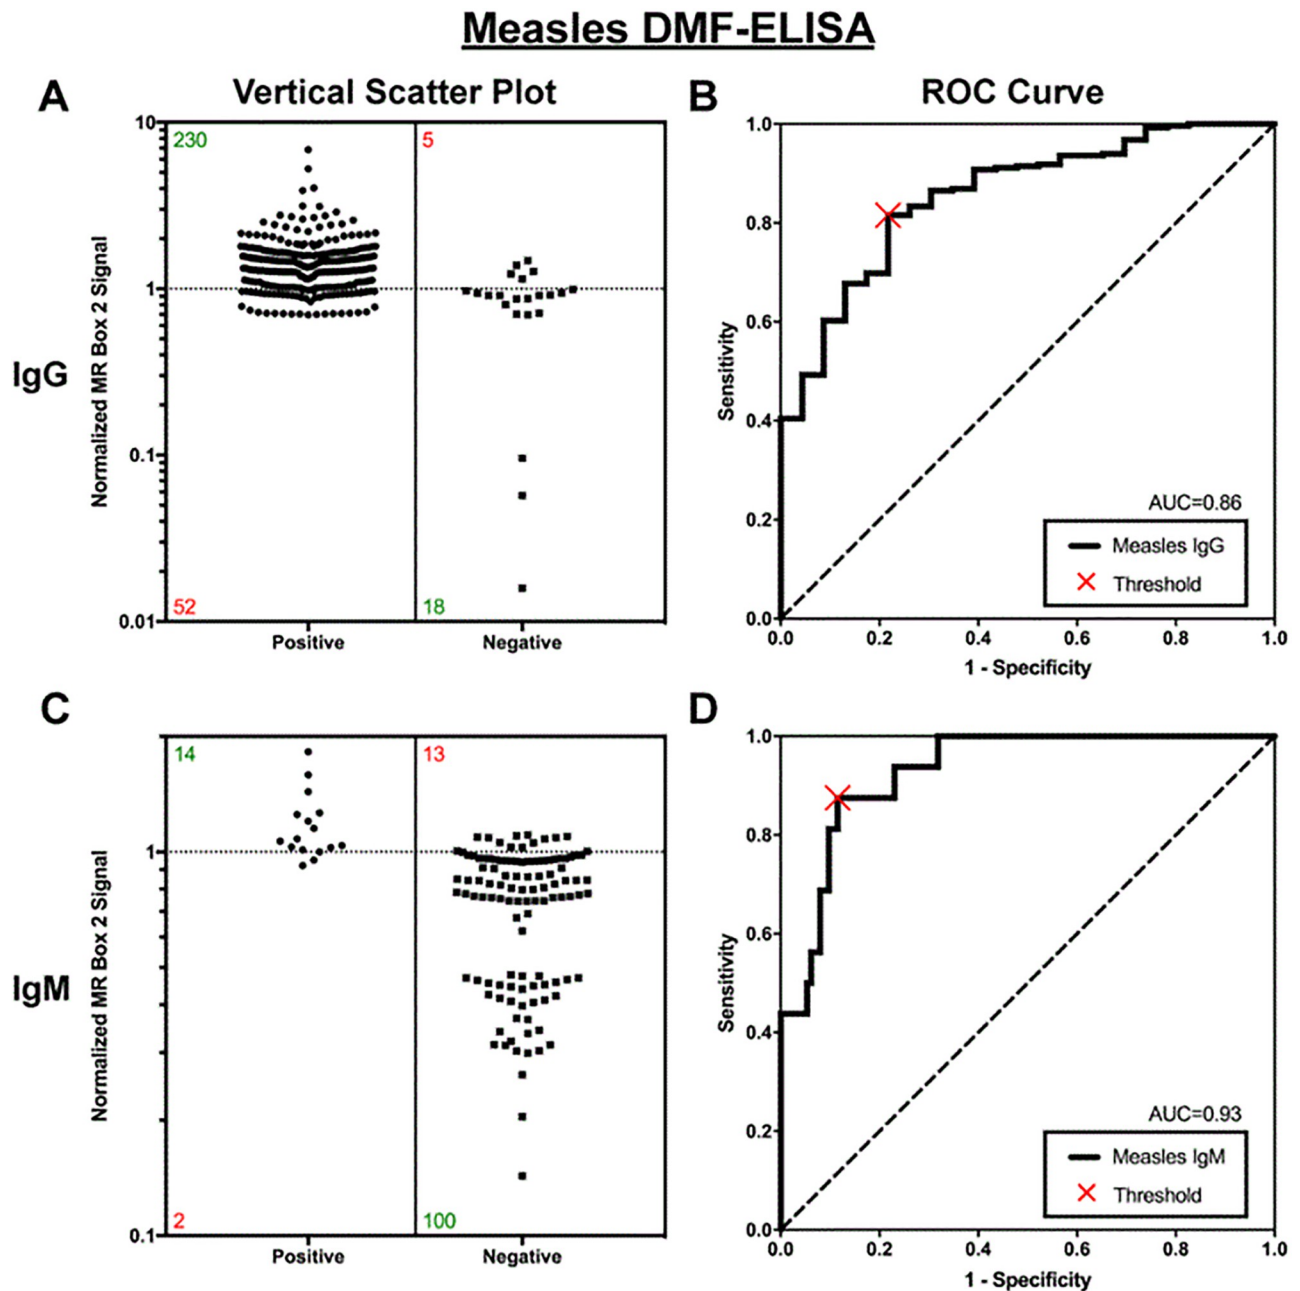 Measles DMF-ELISA
A
Vertical Scatter Plot
B
ROC Curve
IgG
Normalized MR Box 2 Signal
10
1
0.1
0.01
230
5
52
18
Positive
Negative
Sensitivity
1.0
0.8
0.6
0.4
0.2
0.0
AUC=0.86
Measles IgG
Threshold
0.0 0.2 0.4 0.6 0.8 1.0
1 - Specificity
C
D
IgM
Normalized MR Box 2 Signal
1
0.1
14
13
2
100
Positive
Negative
Sensitivity
1.0
0.8
0.6
0.4
0.2
0.0
AUC=0.93
Measles IgM
Threshold
0.0 0.2 0.4 0.6 0.8 1.0
1 - Specificity